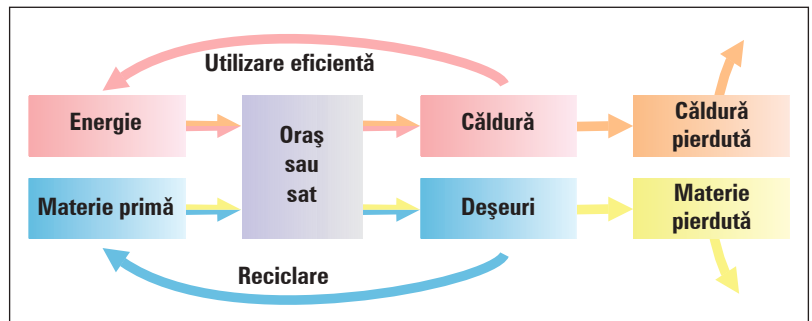 Utilizare eficientă
Energie
Oraş
sau
sat
Căldură
Căldură
pierdută
Materie primă
Deşeuri
Materie
pierdută
Reciclare